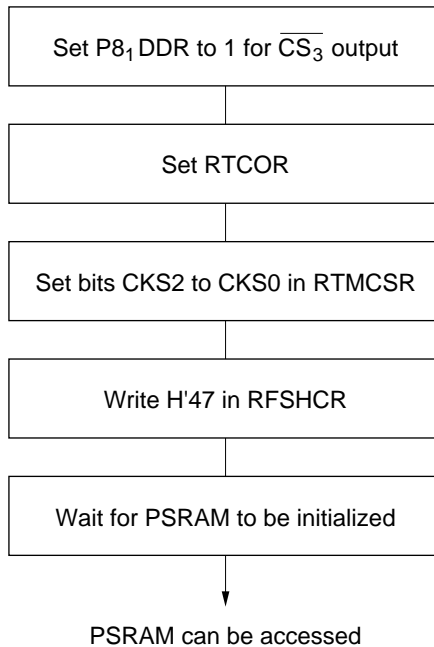 Set P8₁ DDR to 1 for C̅S̅₃̅ output
Set RTCOR
Set bits CKS2 to CKS0 in RTMCSR
Write H'47 in RFSHCR
Wait for PSRAM to be initialized
PSRAM can be accessed